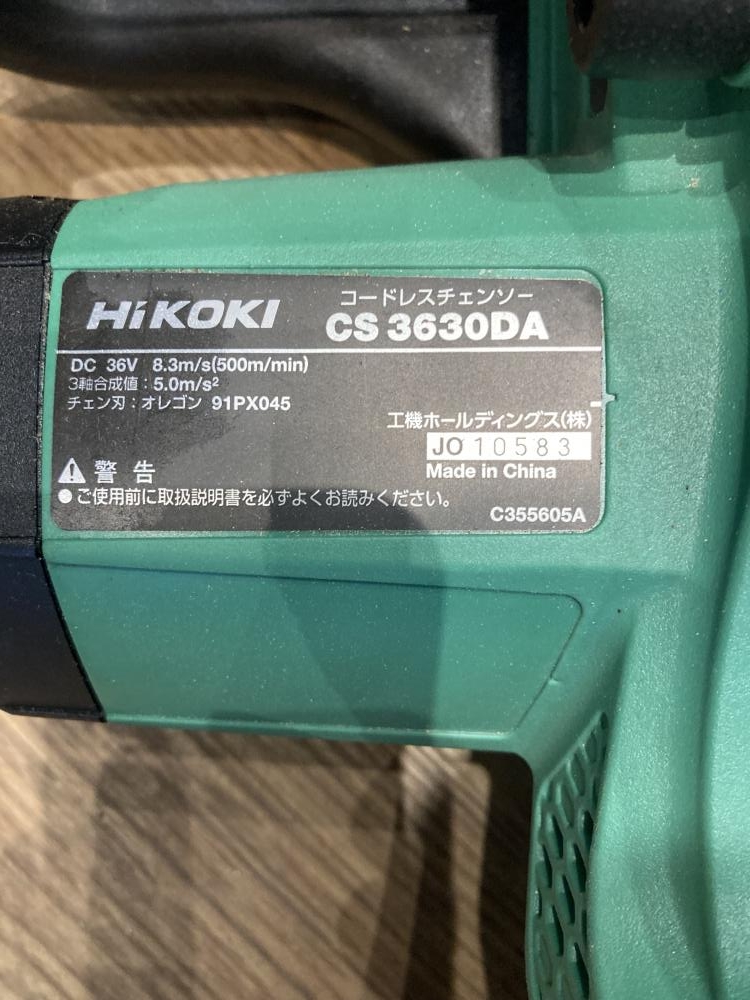 HiKOKI
コードレスチェンソー
CS 3630DA
DC 36V 8.3m/s(500m/min)
3軸合成値：5.0m/s²
チェン刃：オレゴン 91PX045
工機ホールディングス(株)
JO 10583
Made in China
警告
●ご使用前に取扱説明書を必ずよくお読みください。
C355605A